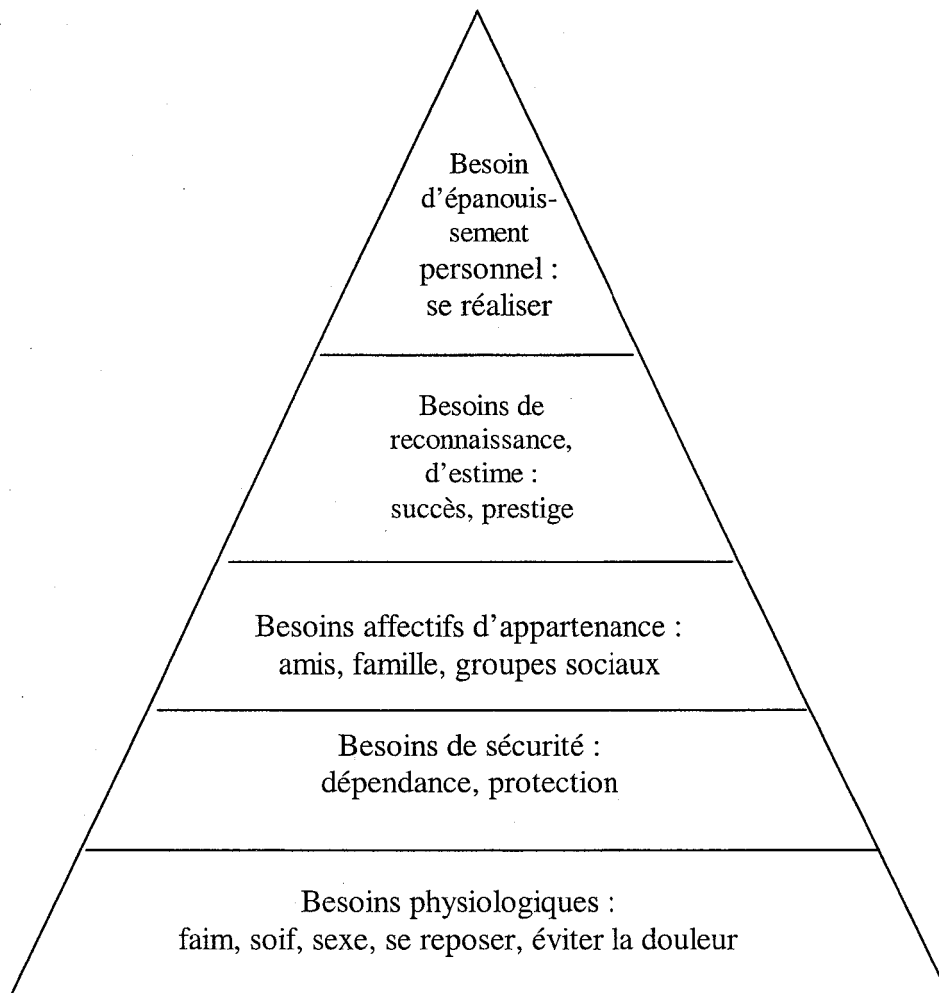 Besoin
d'épanouis-
sement
personnel :
se réaliser
Besoins de
reconnaissance,
d'estime :
succès, prestige
Besoins affectifs d'appartenance :
amis, famille, groupes sociaux
Besoins de sécurité :
dépendance, protection
Besoins physiologiques :
faim, soif, sexe, se reposer, éviter la douleur